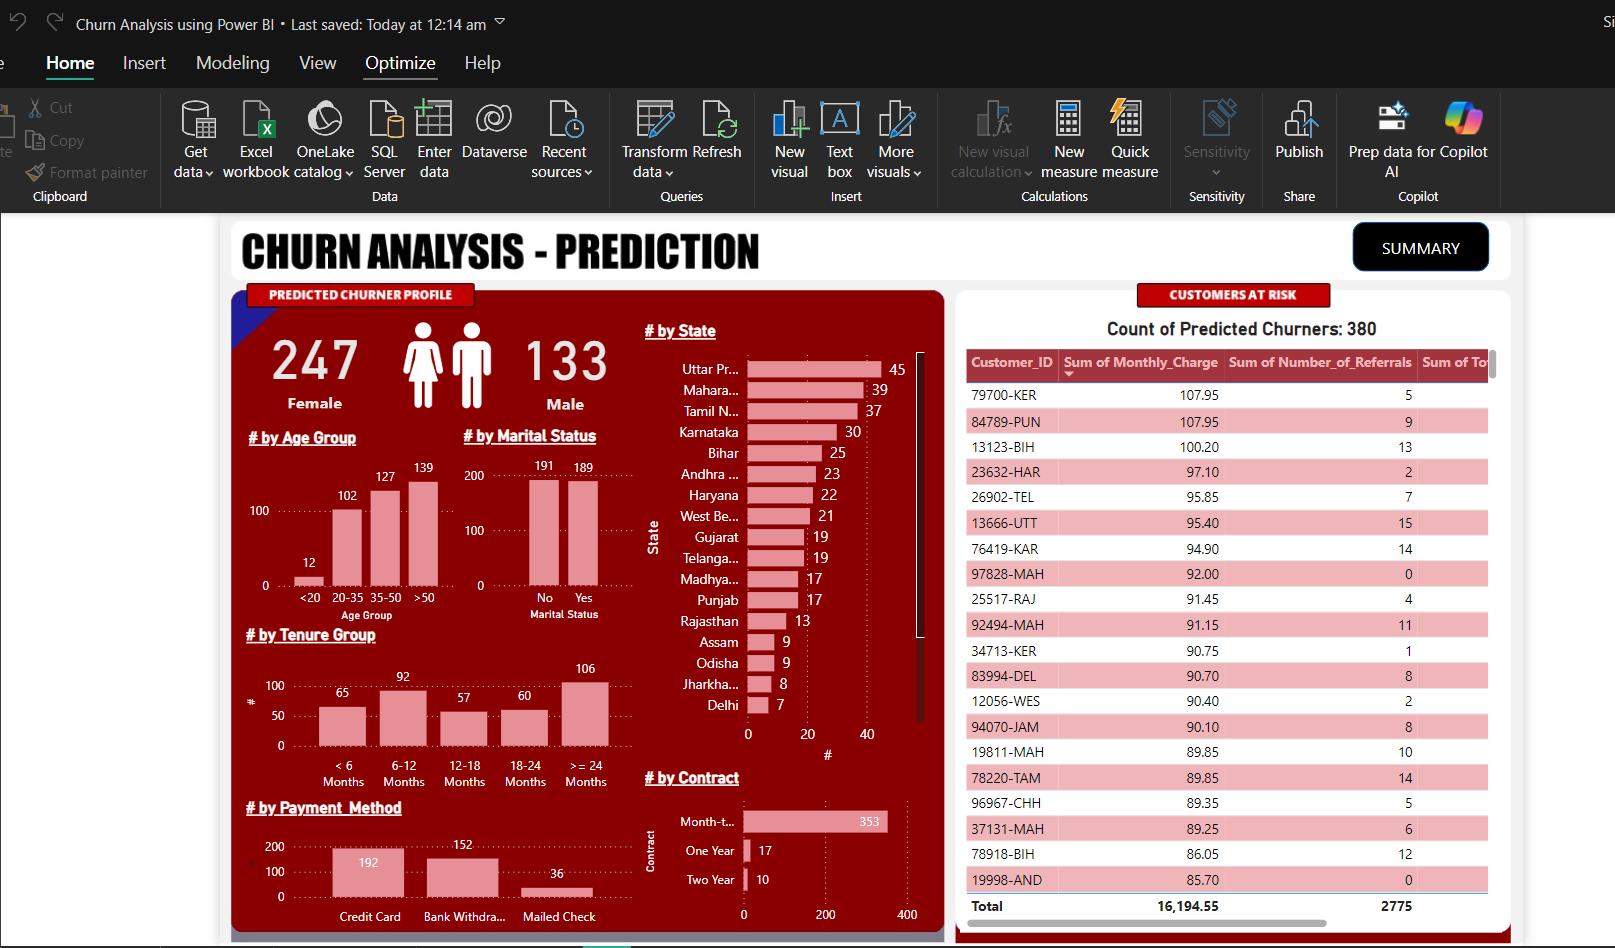 Churn Analysis using Power BI • Last saved: Today at 12:14 am
Si
e Home Insert Modeling View Optimize Help
Cut
Copy
te
Format painter
Clipboard
Get data
Excel workbook
OneLake catalog
SQL Server
Enter data
Dataverse
Recent sources
Data
Transform data
Refresh
Queries
New visual
Text box
More visuals
Insert
New visual calculation
New measure
Quick measure
Calculations
Sensitivity
Sensitivity
Publish
Share
Prep data for AI
Copilot
Copilot
CHURN ANALYSIS - PREDICTION
SUMMARY
PREDICTED CHURNER PROFILE
247
Female
133
Male
# by Age Group
100
0
12
102
127
139
<20 20-35 35-50 >50
Age Group
# by Marital Status
200
100
0
191 189
No Yes
Marital Status
# by Tenure Group
#
100
50
0
65
92
57
60
106
< 6 Months
6-12 Months
12-18 Months
18-24 Months
>= 24 Months
# by Payment_Method
200
100
0
192
152
36
Credit Card Bank Withdra... Mailed Check
# by State
State
Uttar Pr... 45
Mahara... 39
Tamil N... 37
Karnataka 30
Bihar 25
Andhra ... 23
Haryana 22
West Be... 21
Gujarat 19
Telanga... 19
Madhya... 17
Punjab 17
Rajasthan 13
Assam 9
Odisha 9
Jharkha... 8
Delhi 7
0 20 40
#
# by Contract
Contract
Month-t... 353
One Year 17
Two Year 10
0 200 400
CUSTOMERS AT RISK
Count of Predicted Churners: 380
Customer_ID Sum of Monthly_Charge Sum of Number_of_Referrals Sum of To
79700-KER 107.95 5
84789-PUN 107.95 9
13123-BIH 100.20 13
23632-HAR 97.10 2
26902-TEL 95.85 7
13666-UTT 95.40 15
76419-KAR 94.90 14
97828-MAH 92.00 0
25517-RAJ 91.45 4
92494-MAH 91.15 11
34713-KER 90.75 1
83994-DEL 90.70 8
12056-WES 90.40 2
94070-JAM 90.10 8
19811-MAH 89.85 10
78220-TAM 89.85 14
96967-CHH 89.35 5
37131-MAH 89.25 6
78918-BIH 86.05 12
19998-AND 85.70 0
Total 16,194.55 2775